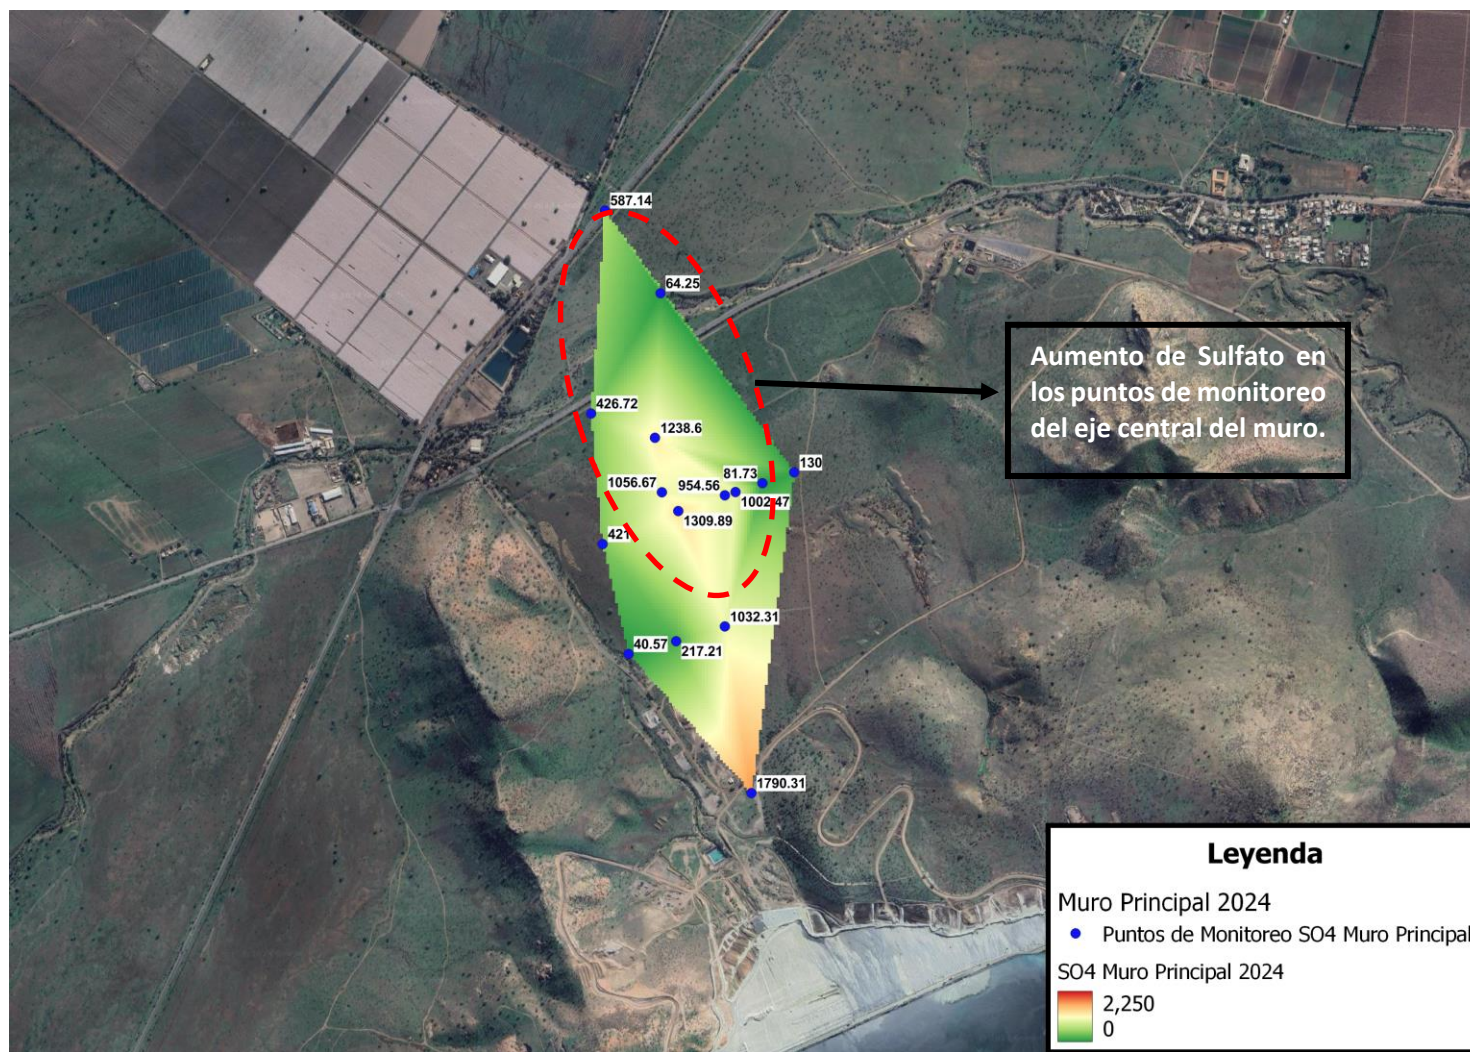 587.14
64.25
Aumento de Sulfato en
los puntos de monitoreo
del eje central del muro.
426.72
1238.6
130
81.73
1056.67
954.56
1002.47
1309.89
421
1032.31
40.57
217.21
1790.31
Leyenda
Muro Principal 2024
Puntos de Monitoreo SO4 Muro Principal
SO4 Muro Principal 2024
2,250
0